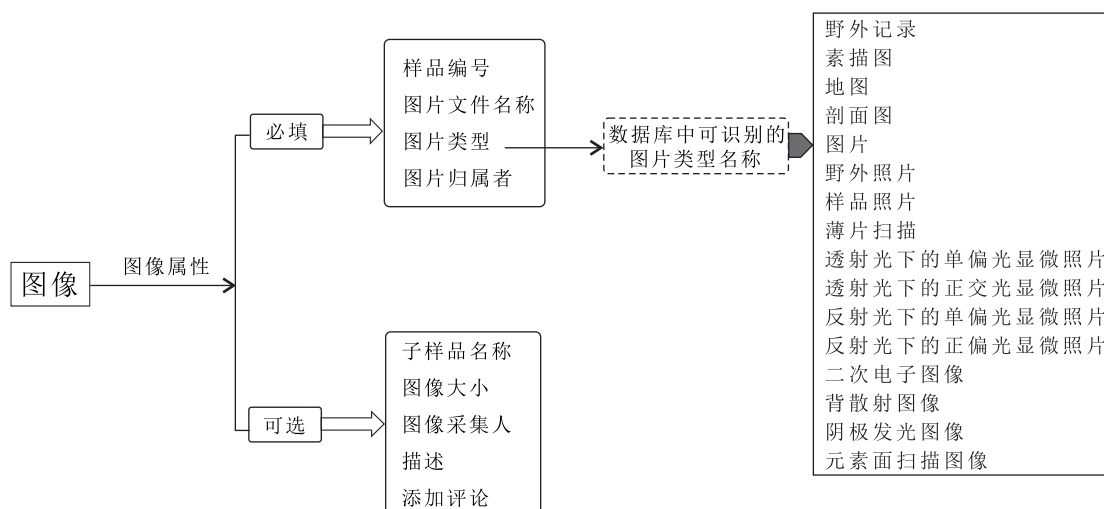 图像
图像属性
必填
样品编号
图片文件名称
图片类型
图片归属者
数据库中可识别的
图片类型名称
野外记录
素描图
地图
剖面图
图片
野外照片
样品照片
薄片扫描
透射光下的单偏光显微照片
透射光下的正交光显微照片
反射光下的单偏光显微照片
反射光下的正偏光显微照片
二次电子图像
背散射图像
阴极发光图像
元素面扫描图像
可选
子样品名称
图像大小
图像采集人
描述
添加评论